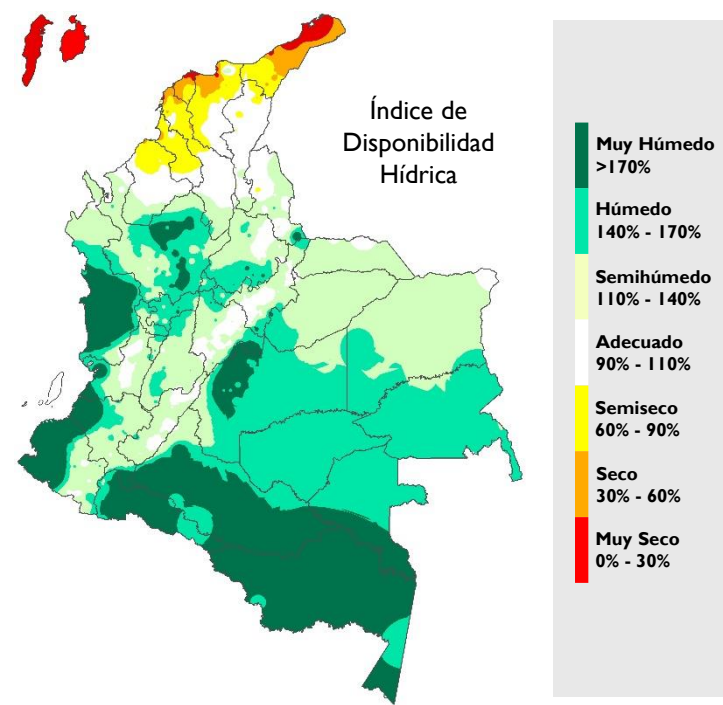 Índice de
Disponibilidad
Hídrica
Muy Húmedo
>170%
Húmedo
140% - 170%
Semihúmedo
110% - 140%
Adecuado
90% - 110%
Semiseco
60% - 90%
Seco
30% - 60%
Muy Seco
0% - 30%